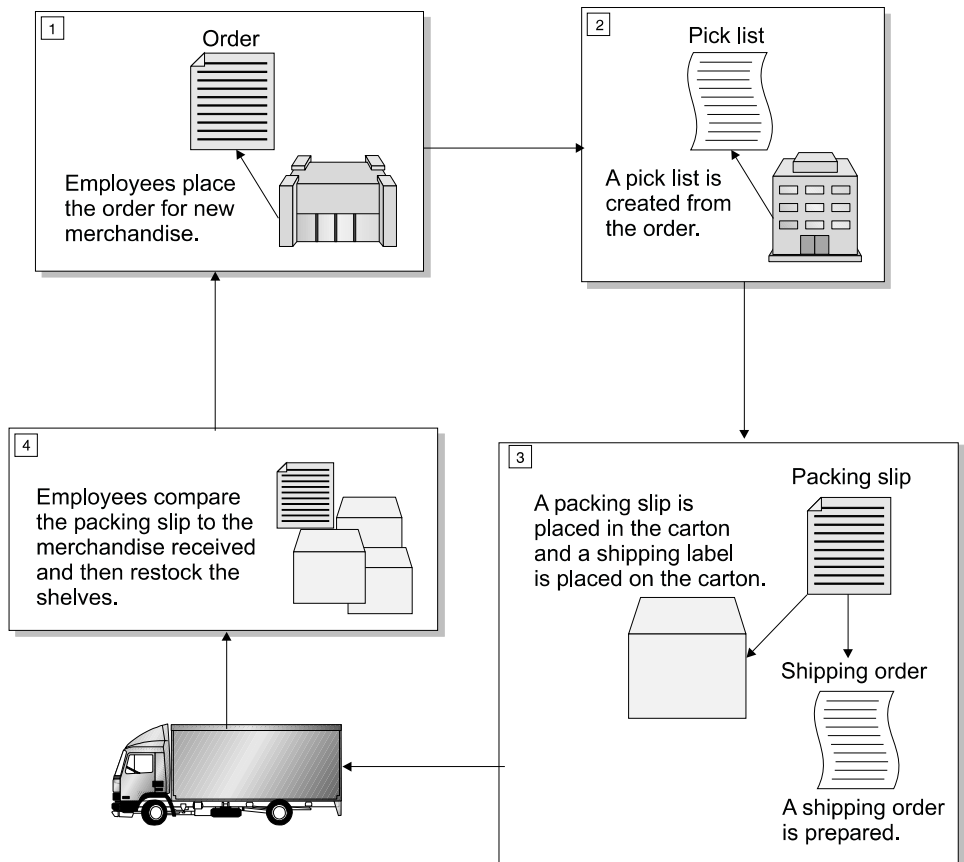 1
Order
Employees place
the order for new
merchandise.
2
Pick list
A pick list is
created from
the order.
3
Packing slip
A packing slip is
placed in the carton
and a shipping label
is placed on the carton.
Shipping order
A shipping order
is prepared.
4
Employees compare
the packing slip to the
merchandise received
and then restock the
shelves.